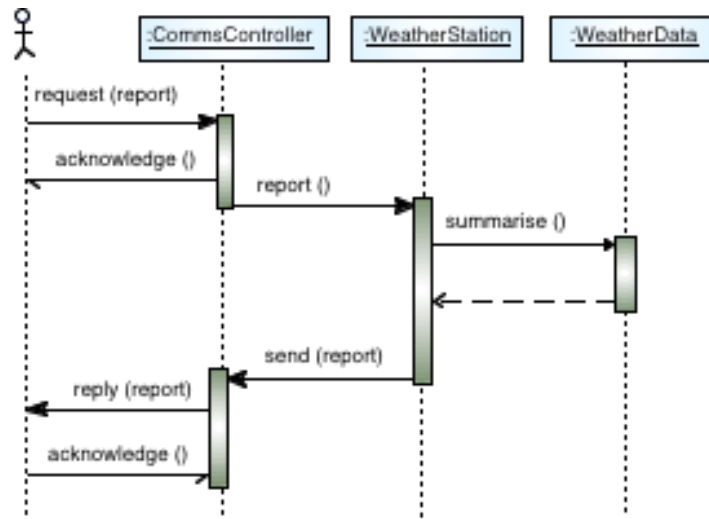 :CommsController
:WeatherStation
:WeatherData
request (report)
acknowledge ()
report ()
summarise ()
send (report)
reply (report)
acknowledge ()